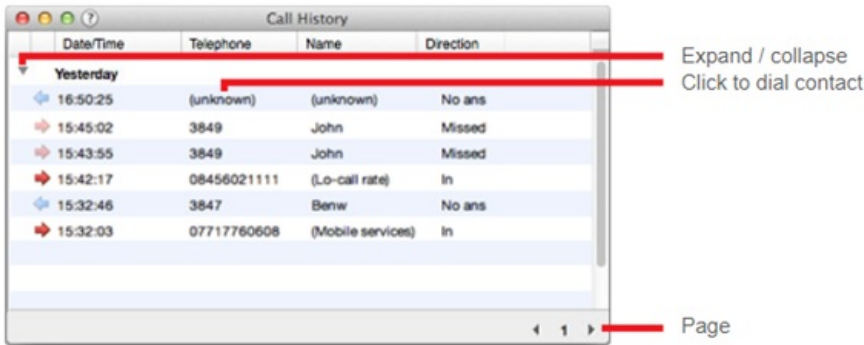 Call History
Date/Time Telephone Name Direction
Expand / collapse
Yesterday
Click to dial contact
16:50:25 (unknown) (unknown) No ans
15:45:02 3849 John Missed
15:43:55 3849 John Missed
15:42:17 08456021111 (Lo-call rate) In
15:32:46 3847 Benw No ans
15:32:03 07717760608 (Mobile services) In
1
Page